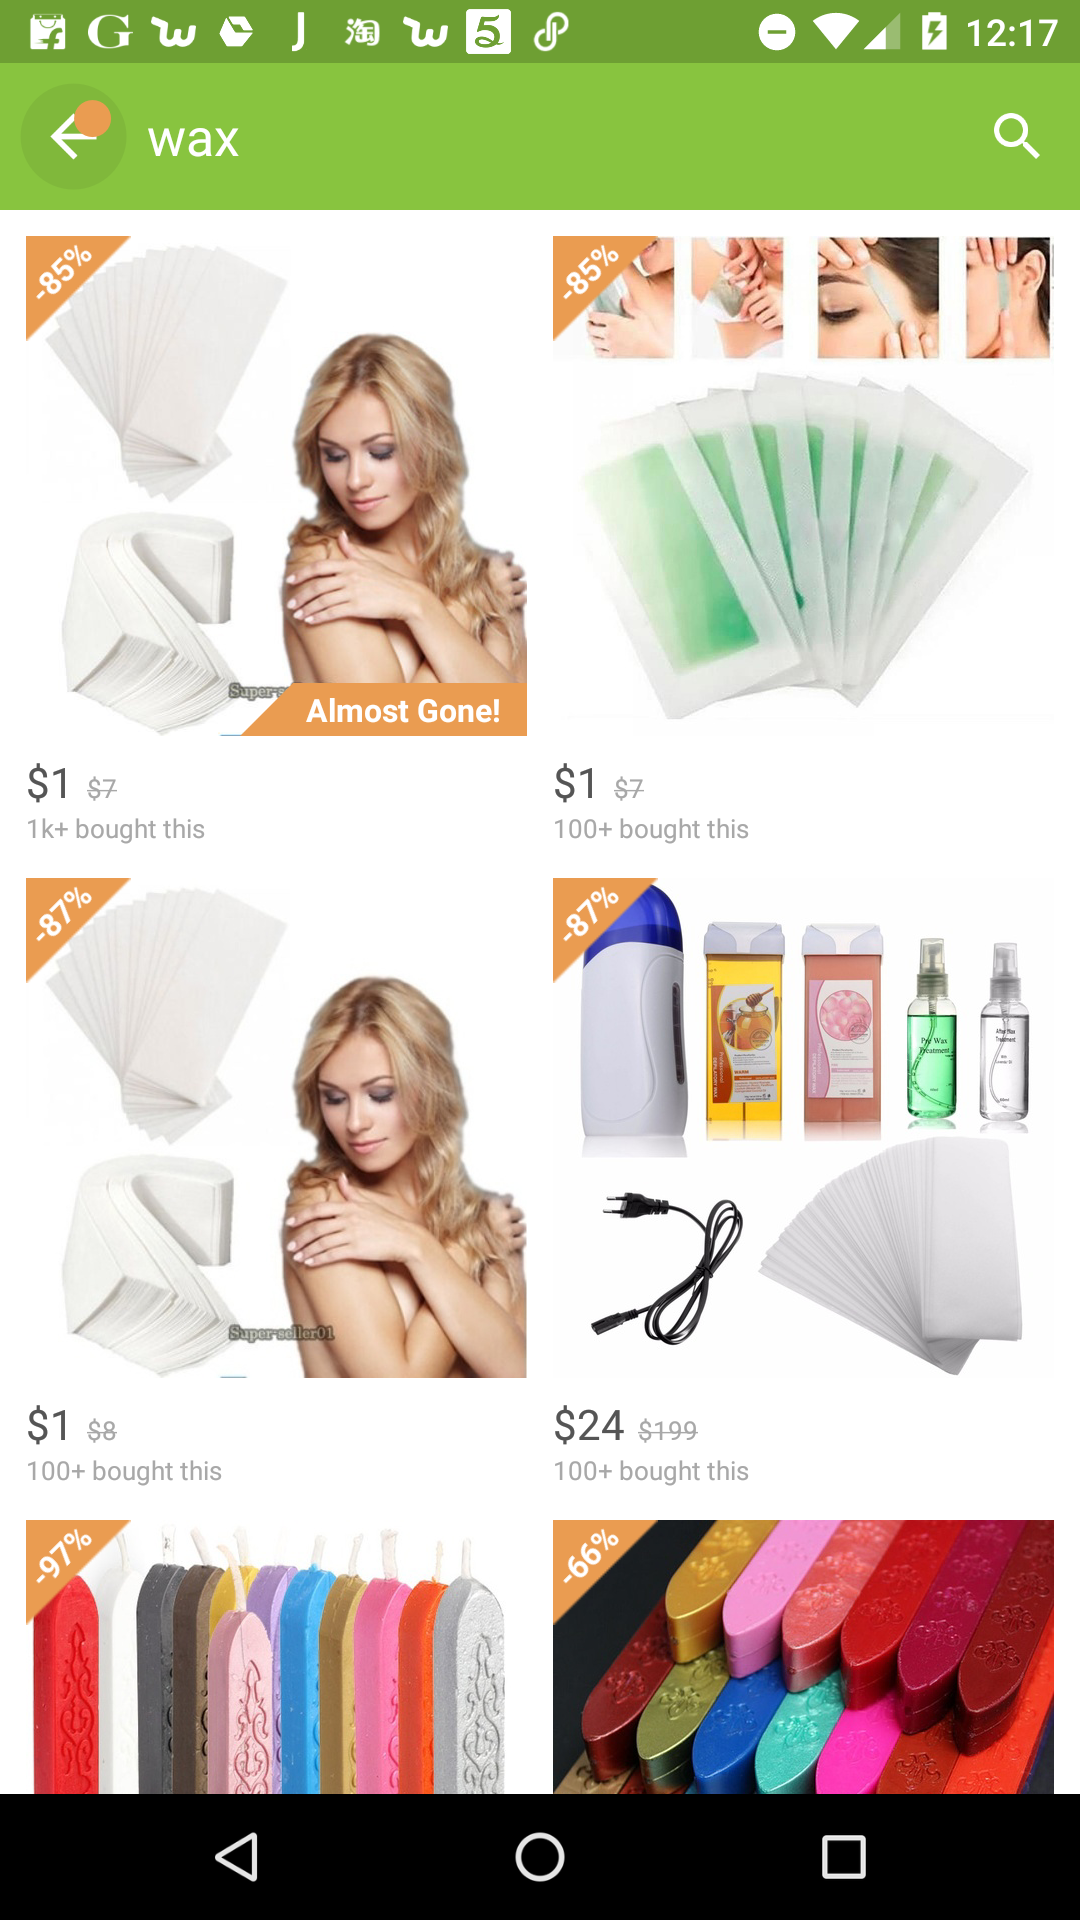 12:17
wax
-85%
-85%
Super-s
Almost Gone!
$1 $7
1k+ bought this
$1 $7
100+ bought this
-87%
-87%
WARM
Pre Wax
Treatment
After Wax
Treatment
Super-seller01
$1 $8
100+ bought this
$24 $199
100+ bought this
-97%
-66%